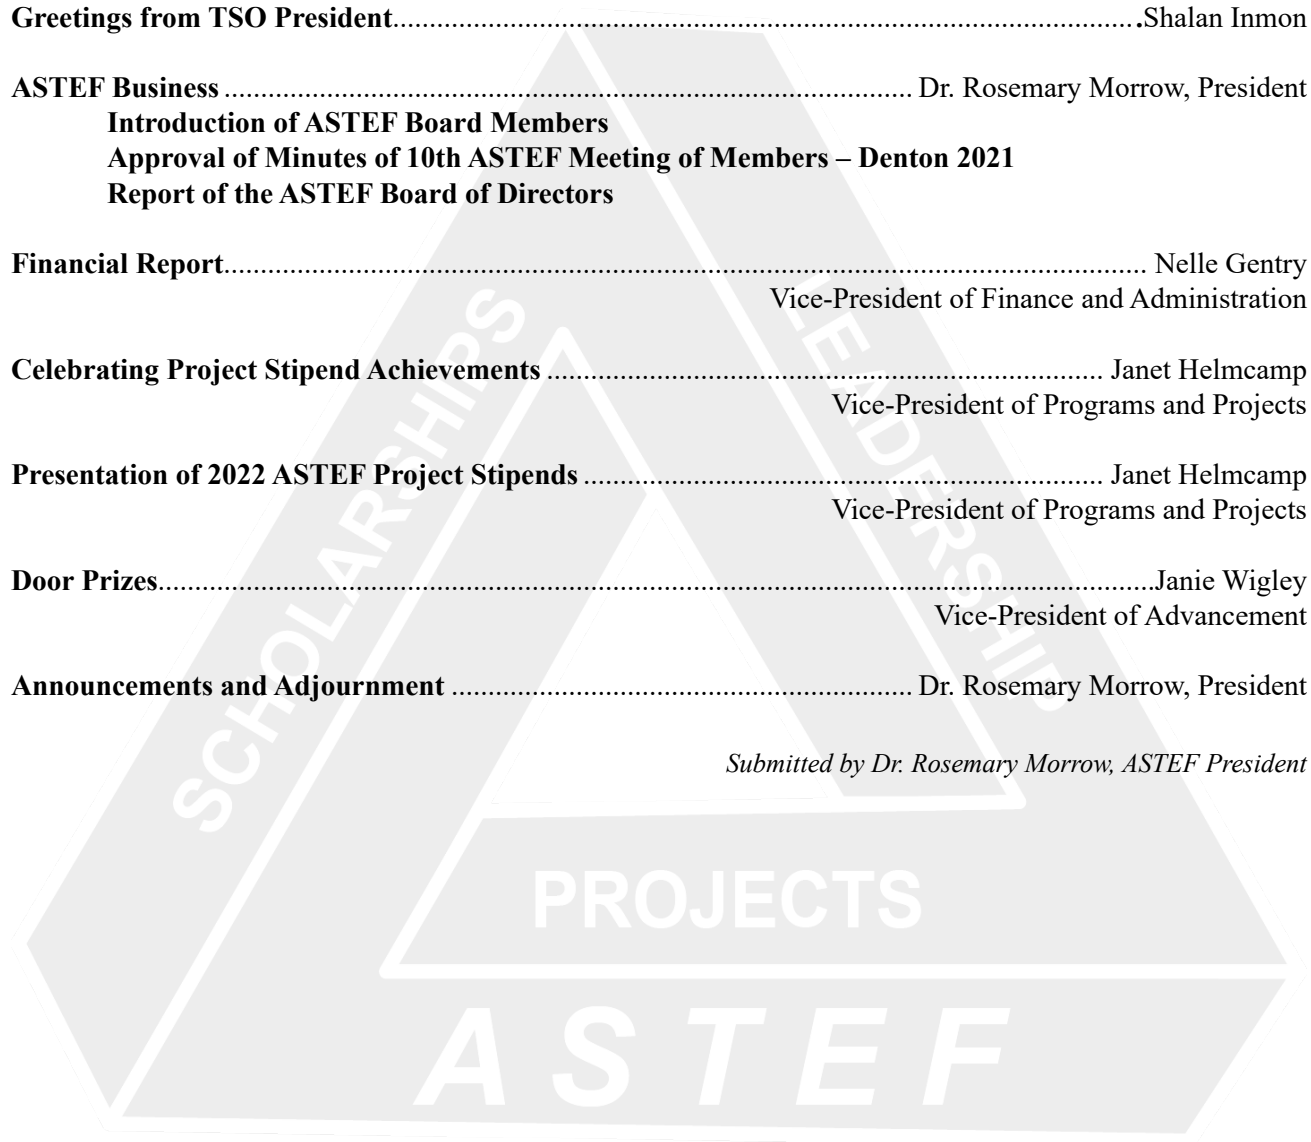 Greetings from TSO President....................................................................................................Shalan Inmon
ASTEF Business ............................................................................................. Dr. Rosemary Morrow, President
Introduction of ASTEF Board Members
Approval of Minutes of 10th ASTEF Meeting of Members – Denton 2021
Report of the ASTEF Board of Directors
Financial Report............................................................................................................................. Nelle Gentry
Vice-President of Finance and Administration
Celebrating Project Stipend Achievements ........................................................................... Janet Helmcamp
Vice-President of Programs and Projects
Presentation of 2022 ASTEF Project Stipends ...................................................................... Janet Helmcamp
Vice-President of Programs and Projects
Door Prizes.......................................................................................................................................Janie Wigley
Vice-President of Advancement
Announcements and Adjournment .............................................................. Dr. Rosemary Morrow, President
Submitted by Dr. Rosemary Morrow, ASTEF President
SCHOLARSHIPS
LEADERSHIP
PROJECTS
ASTEF